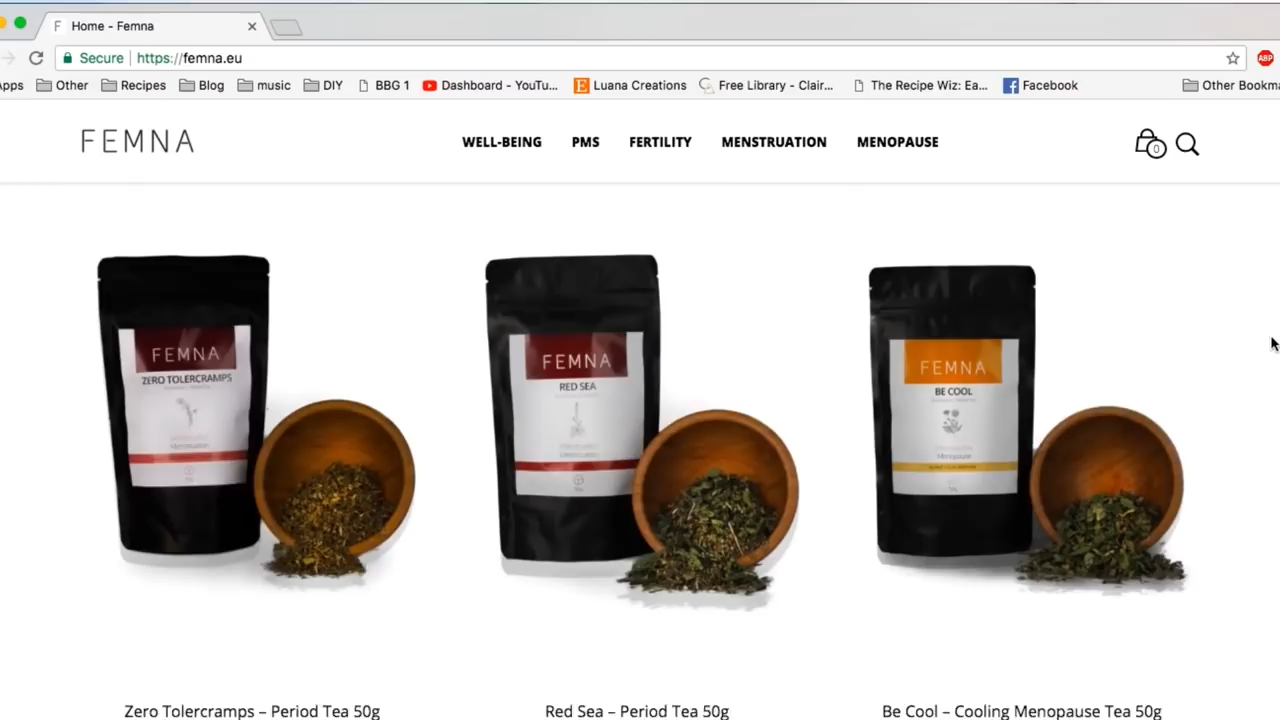 F Home - Femna
Secure https://femna.eu
Apps Other Recipes Blog music DIY BBG 1 Dashboard - YouTu... E Luana Creations Free Library - Clair... The Recipe Wiz: Ea... Facebook Other Bookma
ABP
FEMNA WELL-BEING PMS FERTILITY MENSTRUATION MENOPAUSE 0
FEMNA
ZERO TOLERCRAMPS
Menstruation
FEMNA
RED SEA
FEMNA
BE COOL
Menopause
Zero Tolercramps – Period Tea 50g
Red Sea – Period Tea 50g
Be Cool – Cooling Menopause Tea 50g